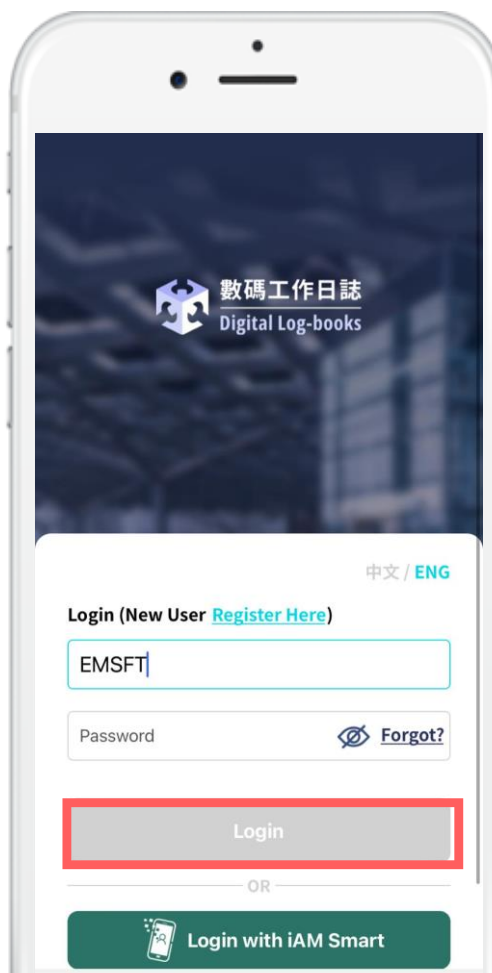 數碼工作日誌
Digital Log-books
中文 / ENG
Login (New User Register Here)
EMSFT
Password
Forgot?
Login
OR
Login with iAM Smart